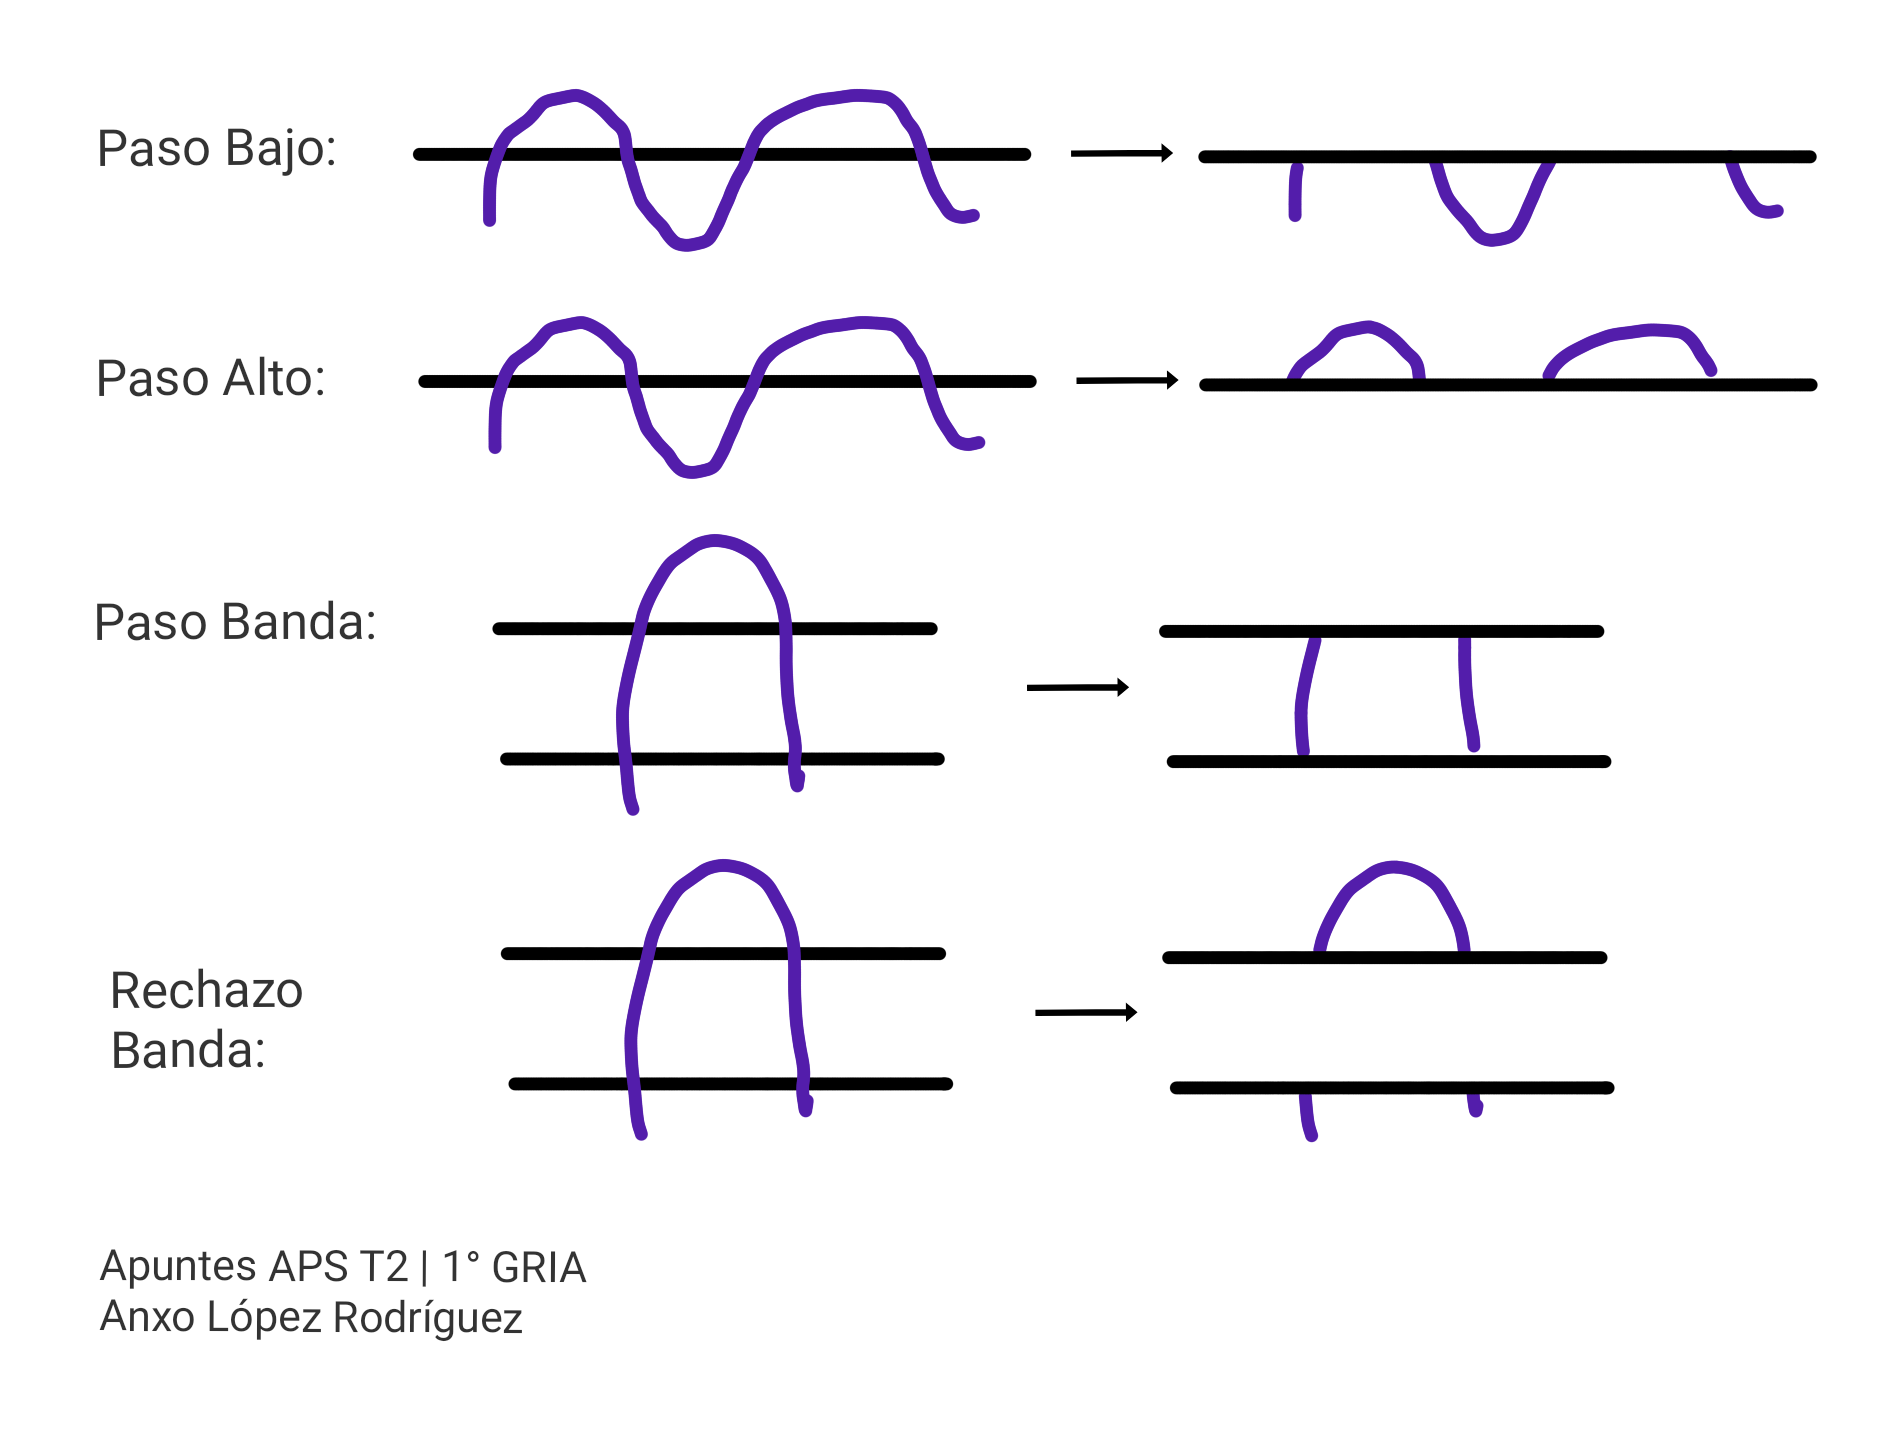 Paso Bajo:
Paso Alto:
Paso Banda:
Rechazo
Banda:
Apuntes APS T2 | 1° GRIA
Anxo López Rodríguez